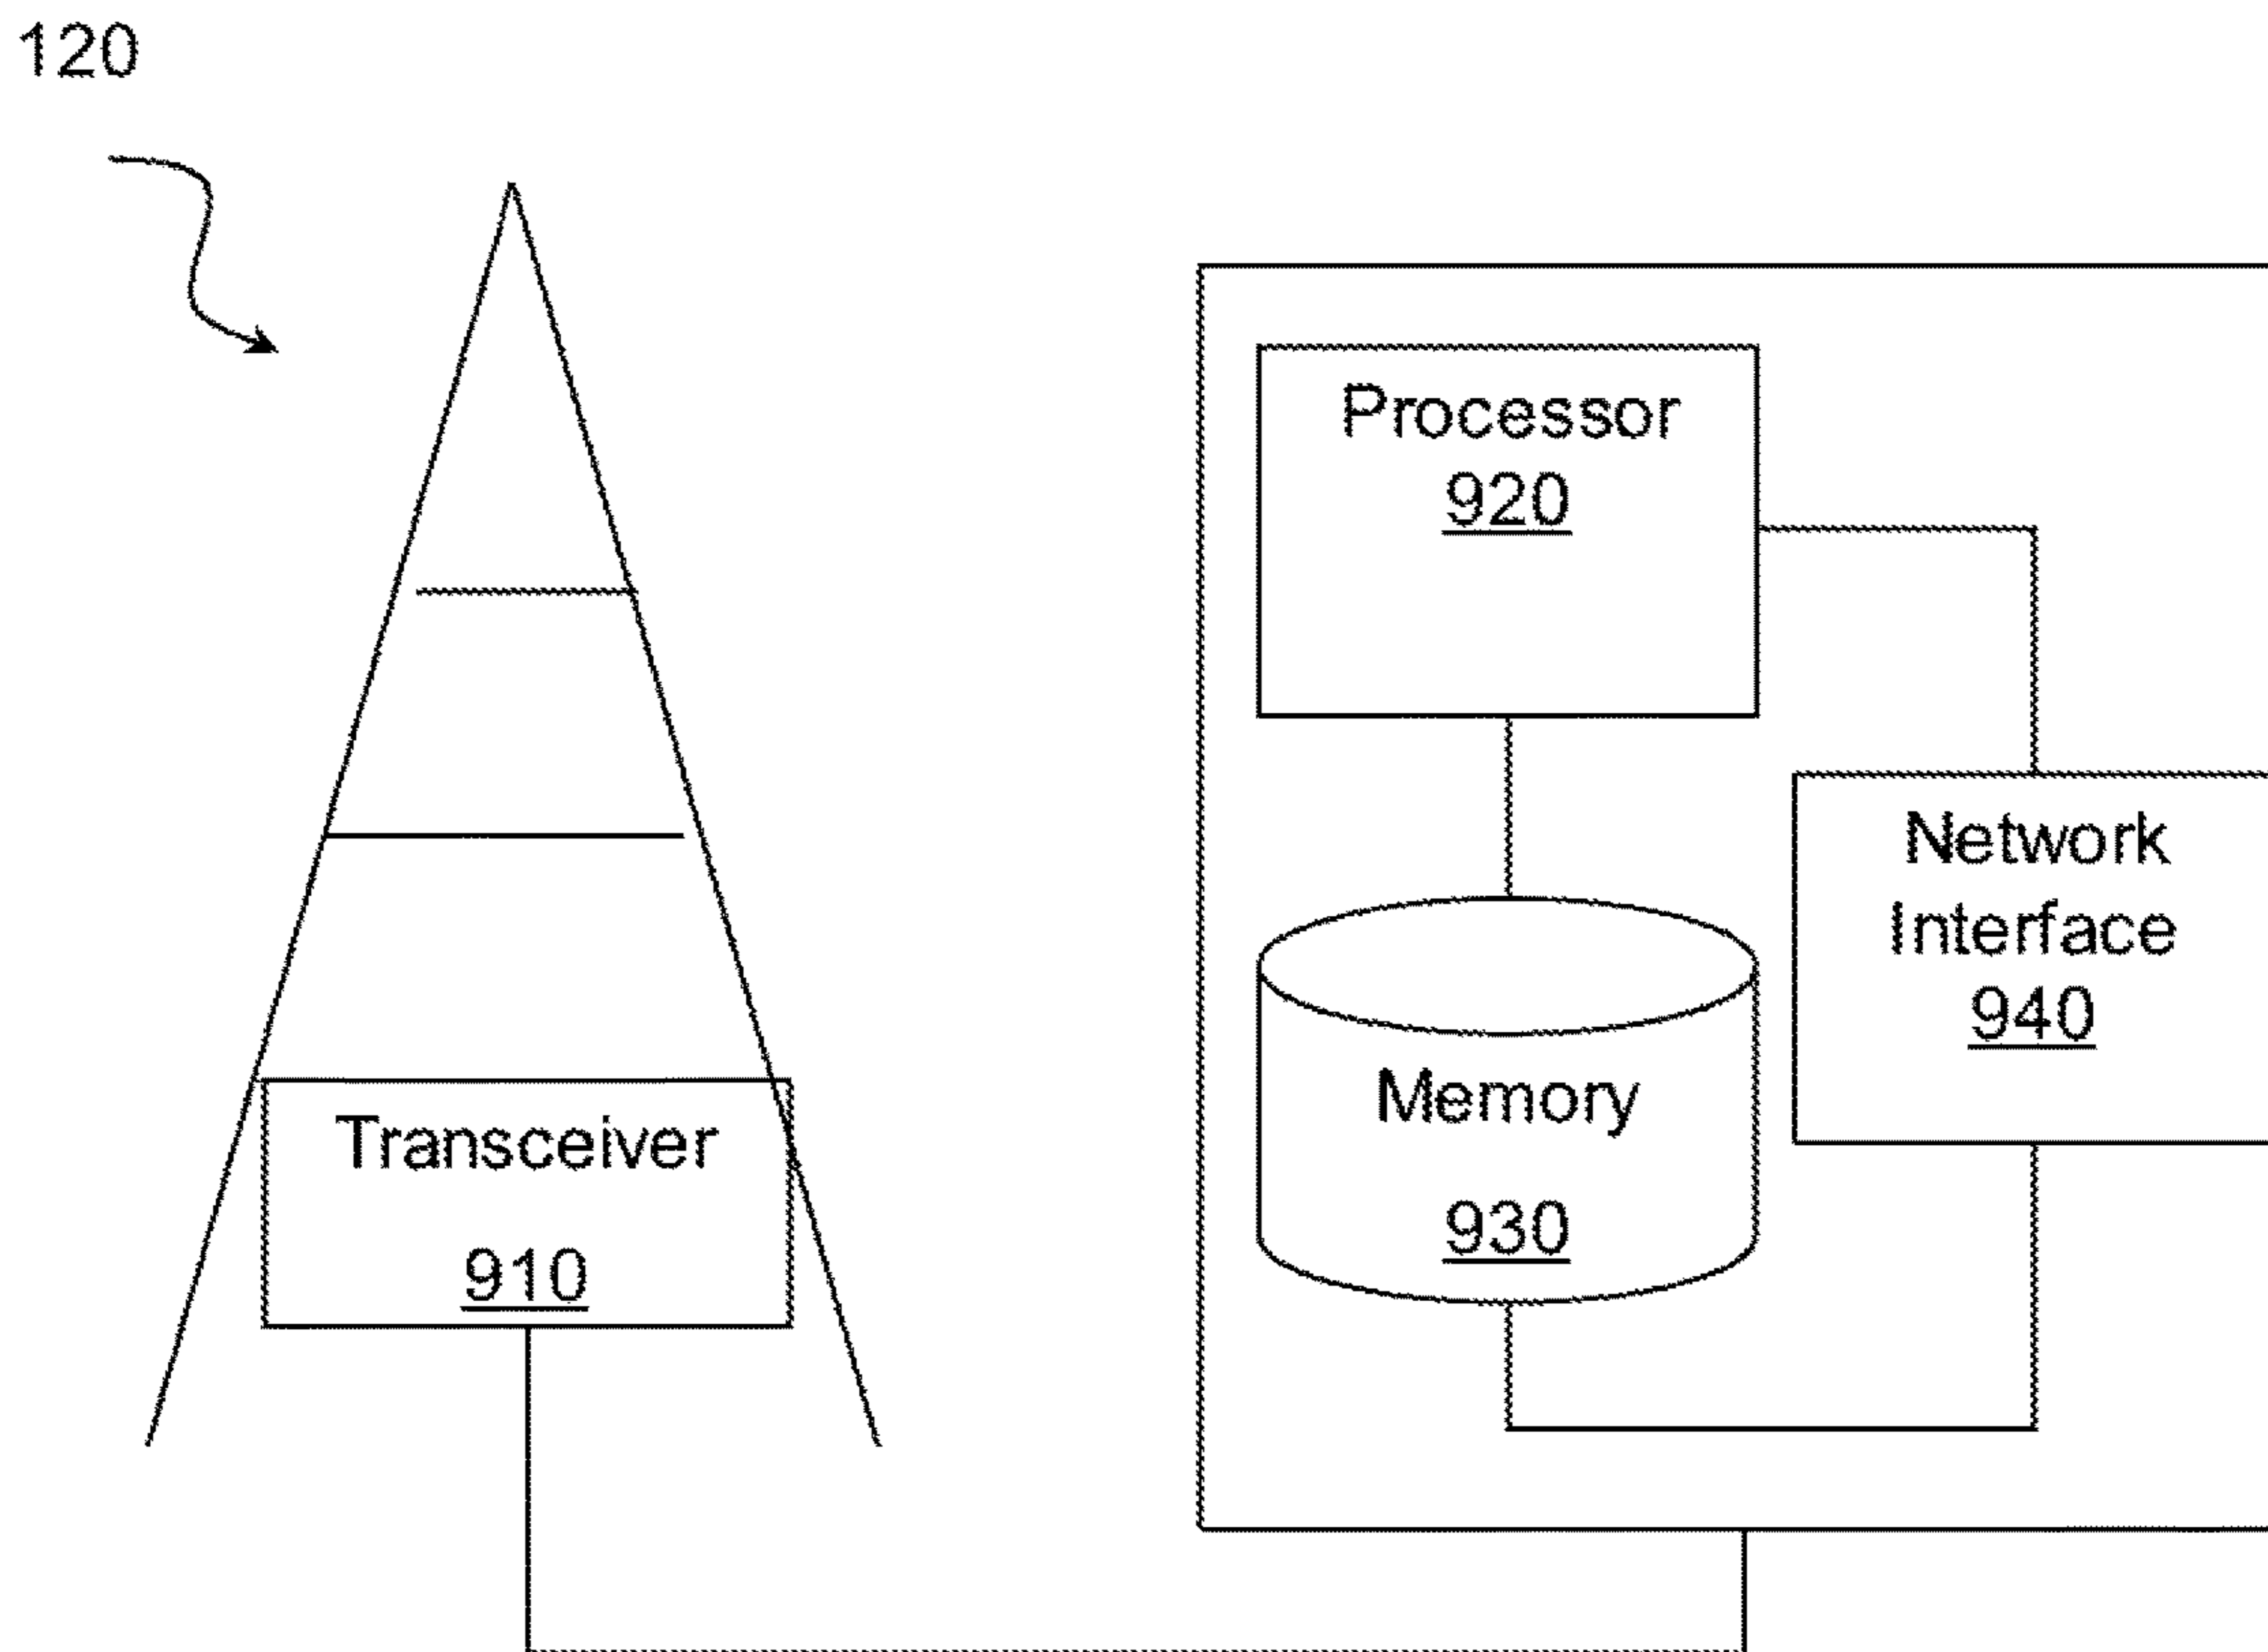 120
Processor
920
Network
Interface
940
Memory
930
Transceiver
910